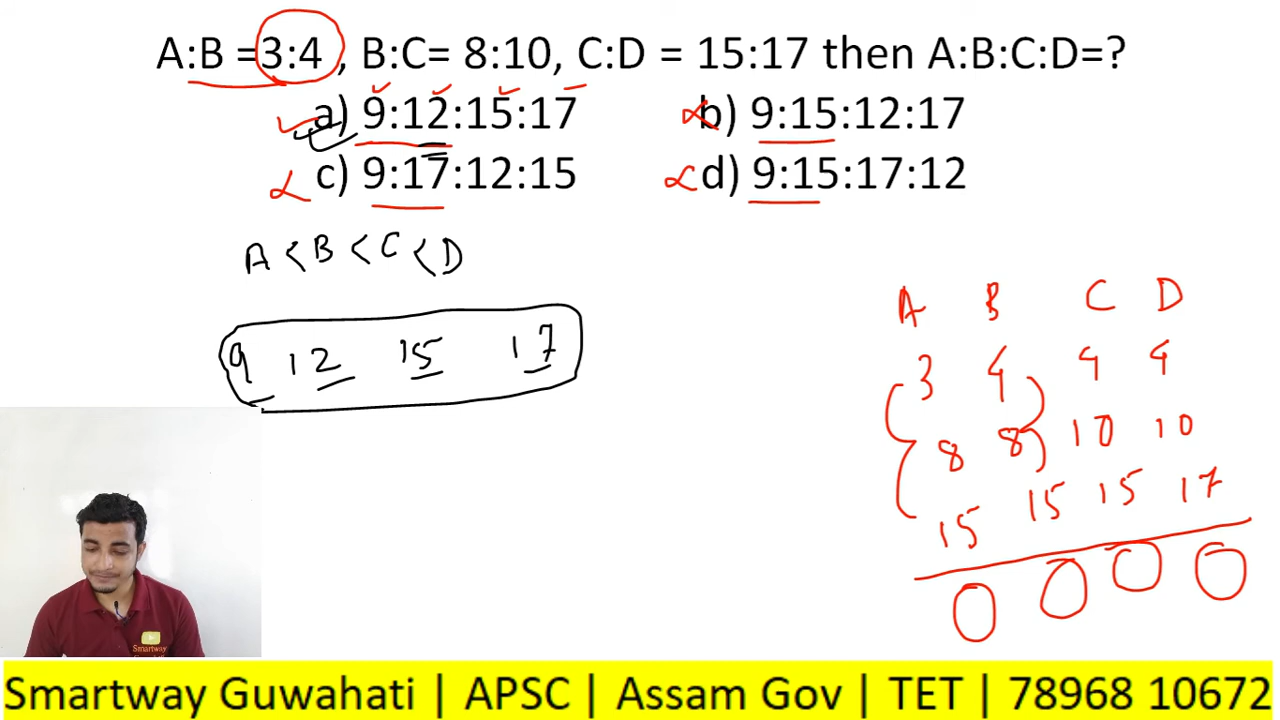 A:B =3:4 , B:C= 8:10, C:D = 15:17 then A:B:C:D=?
a) 9:12:15:17 b) 9:15:12:17
c) 9:17:12:15 d) 9:15:17:12
A < B < C < D
9 12 15 17
A B C D
3 4 4 4
8 8 10 10
15 15 15 17
Smartway
Smartway Guwahati | APSC | Assam Gov | TET | 78968 10672